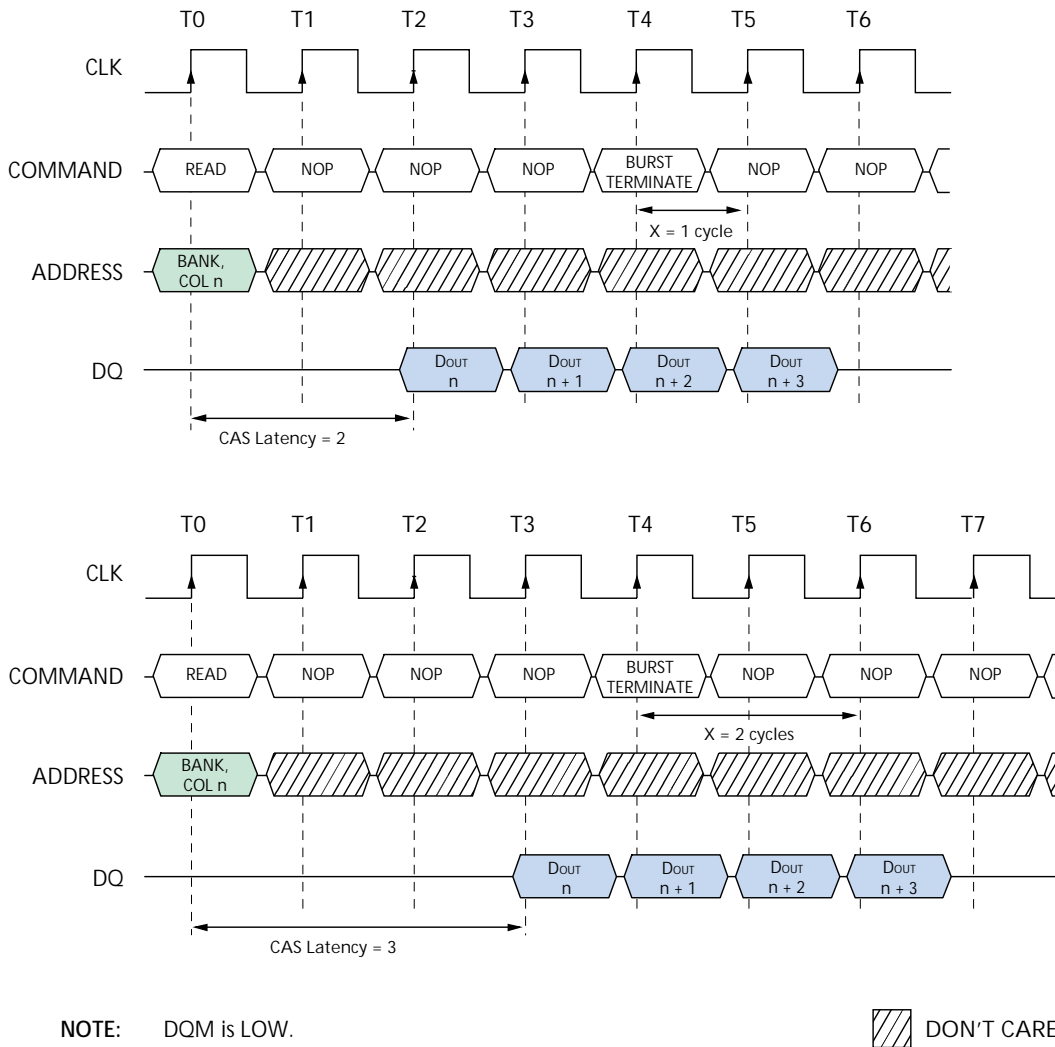 T0 T1 T2 T3 T4 T5 T6
CLK
COMMAND READ NOP NOP NOP BURST TERMINATE NOP NOP
X = 1 cycle
ADDRESS BANK, COL n
DQ DOUT n DOUT n + 1 DOUT n + 2 DOUT n + 3
CAS Latency = 2
T0 T1 T2 T3 T4 T5 T6 T7
CLK
COMMAND READ NOP NOP NOP BURST TERMINATE NOP NOP NOP
X = 2 cycles
ADDRESS BANK, COL n
DQ DOUT n DOUT n + 1 DOUT n + 2 DOUT n + 3
CAS Latency = 3
NOTE: DQM is LOW. DON'T CARE